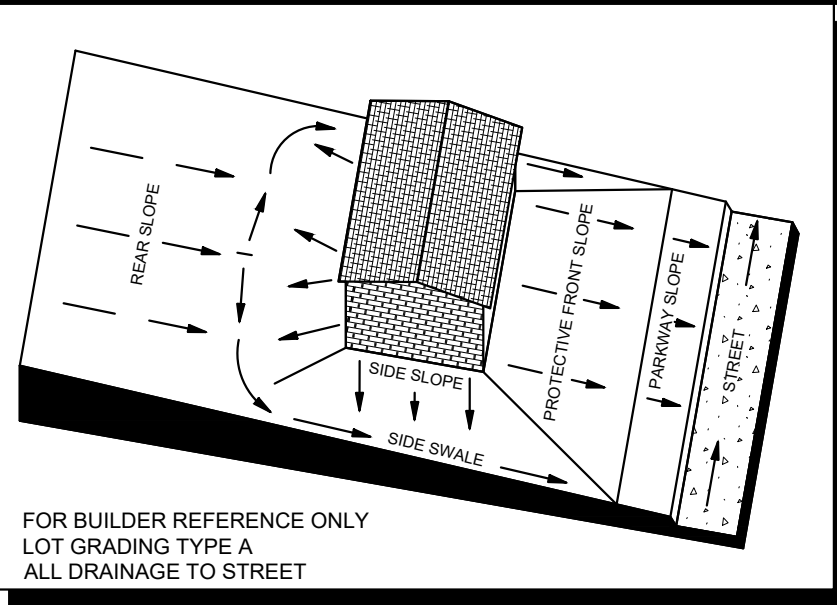 REAR SLOPE
SIDE SLOPE
SIDE SWALE
PROTECTIVE FRONT SLOPE
PARKWAY SLOPE
STREET
FOR BUILDER REFERENCE ONLY
LOT GRADING TYPE A
ALL DRAINAGE TO STREET